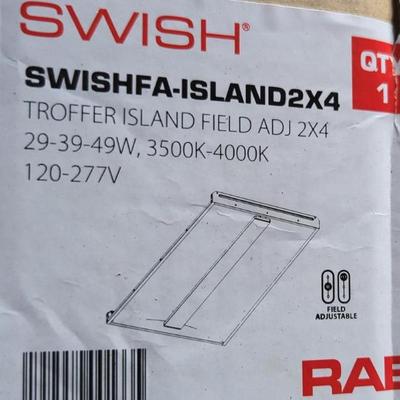 SWISH®
QTY
1
SWISHFA-ISLAND2X4
TROFFER ISLAND FIELD ADJ 2X4
29-39-49W, 3500K-4000K
120-277V
FIELD
ADJUSTABLE
RAB